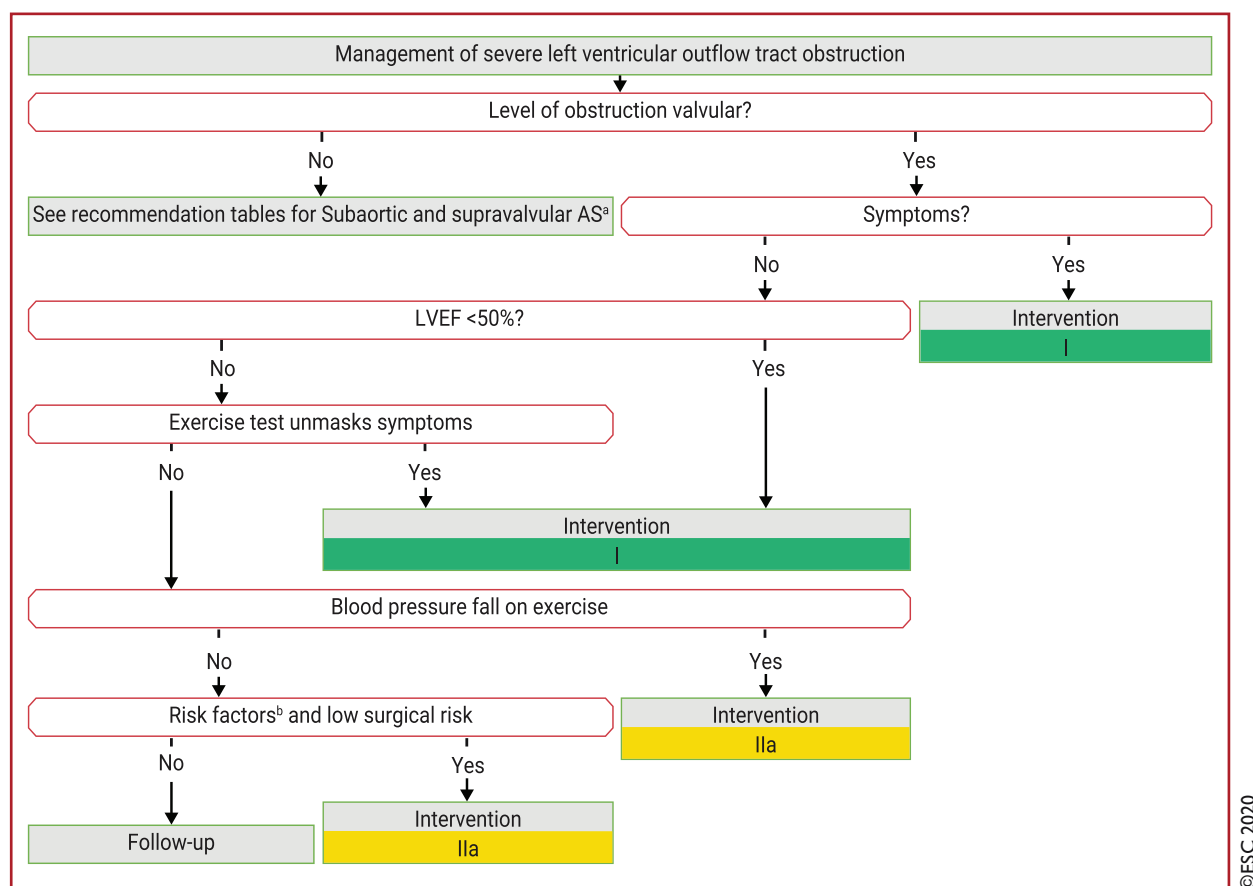 Management of severe left ventricular outflow tract obstruction
Level of obstruction valvular?
No
Yes
See recommendation tables for Subaortic and supravalvular ASᵃ
Symptoms?
No
Yes
LVEF <50%?
Intervention
I
No
Yes
Exercise test unmasks symptoms
No
Yes
Intervention
I
Blood pressure fall on exercise
No
Yes
Risk factorsᵇ and low surgical risk
Intervention
IIa
No
Yes
Intervention
IIa
Follow-up
©ESC 2020